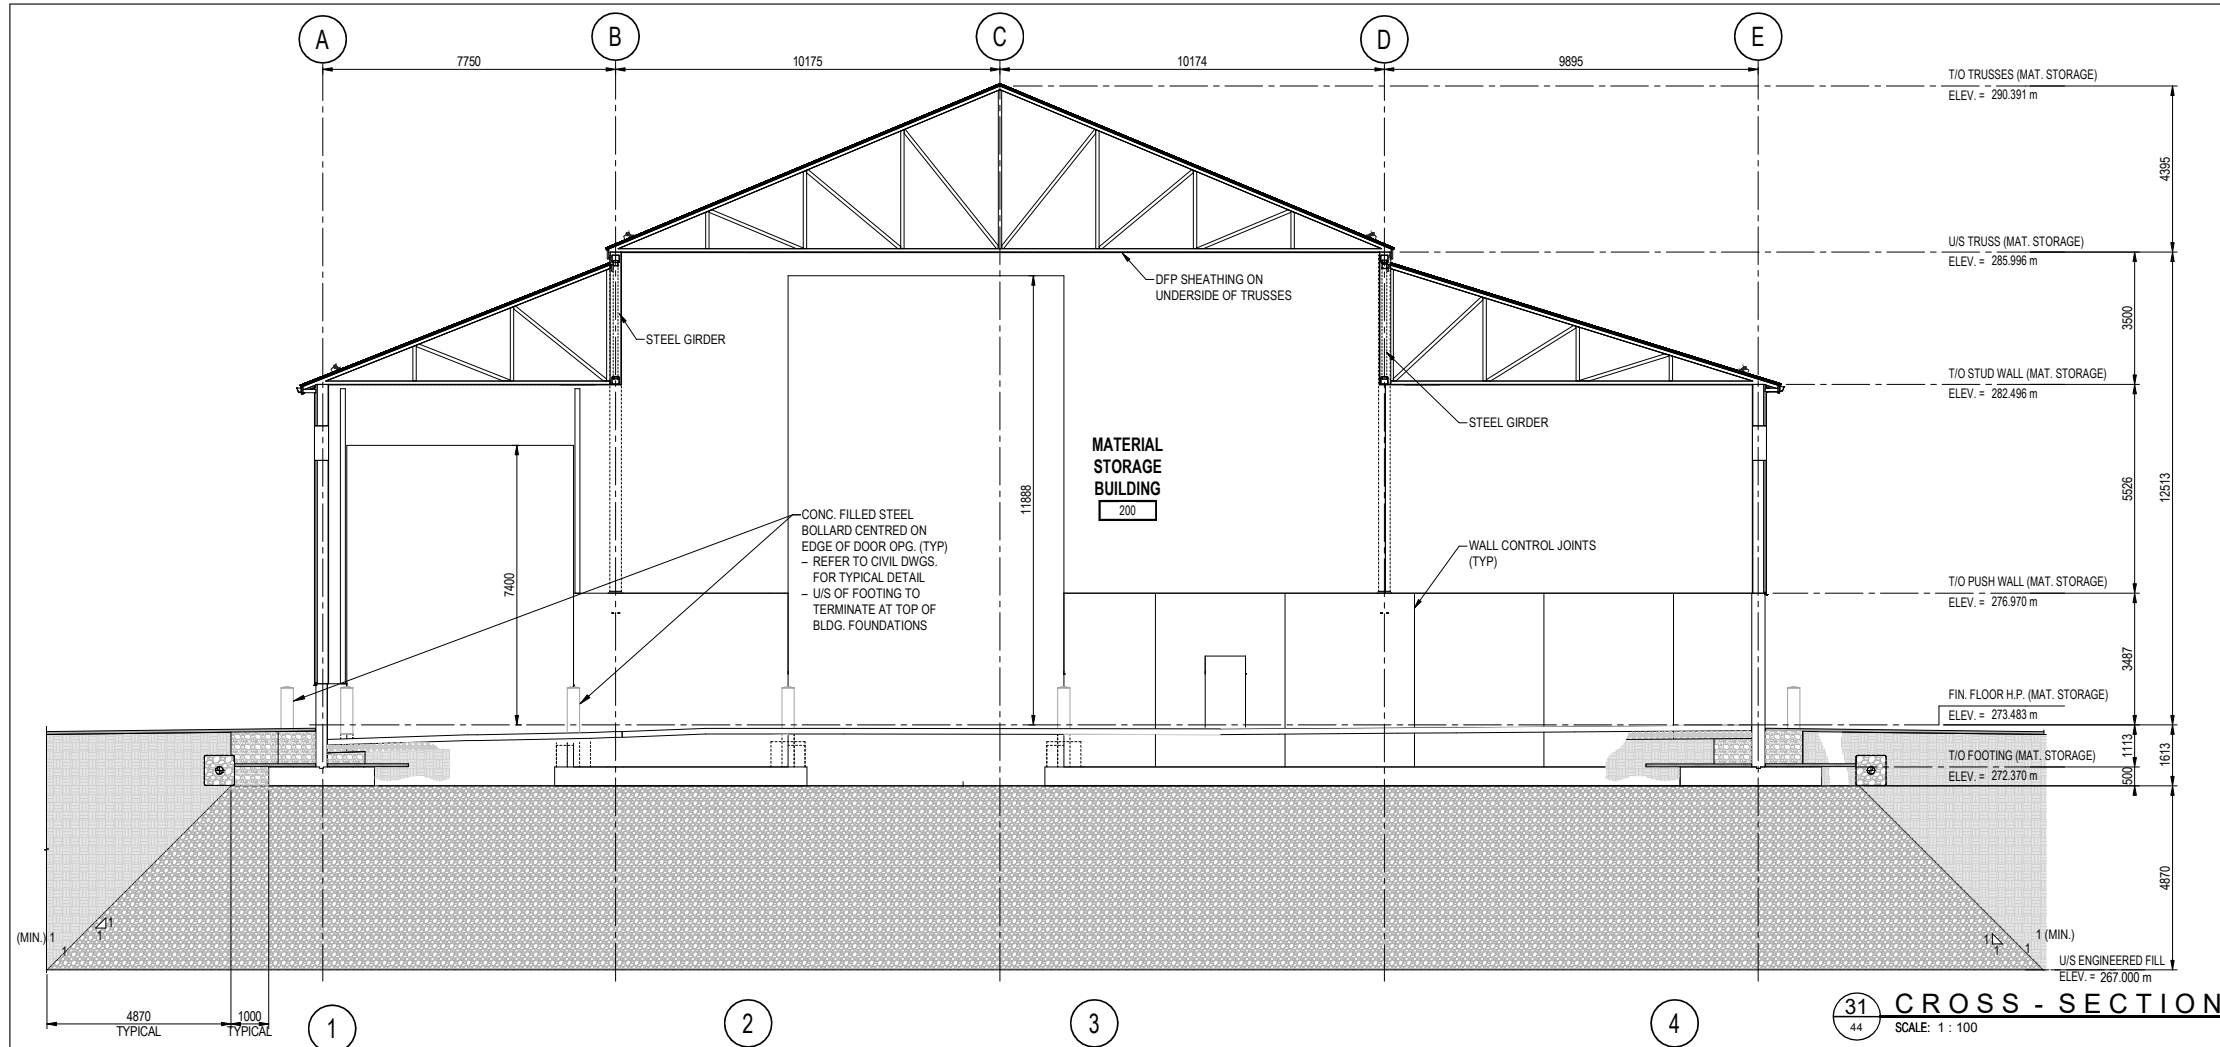 A
B
C
D
E
7750
10175
10174
9895
T/O TRUSSES (MAT. STORAGE)
ELEV. = 290.391 m
4395
U/S TRUSS (MAT. STORAGE)
ELEV. = 285.996 m
DFP SHEATHING ON
UNDERSIDE OF TRUSSES
STEEL GIRDER
3500
T/O STUD WALL (MAT. STORAGE)
ELEV. = 282.496 m
STEEL GIRDER
MATERIAL
STORAGE
BUILDING
200
11888
5526
12513
CONC. FILLED STEEL
BOLLARD CENTRED ON
EDGE OF DOOR OPG. (TYP)
– REFER TO CIVIL DWGS.
FOR TYPICAL DETAIL
– U/S OF FOOTING TO
TERMINATE AT TOP OF
BLDG. FOUNDATIONS
7400
WALL CONTROL JOINTS
(TYP)
T/O PUSH WALL (MAT. STORAGE)
ELEV. = 276.970 m
3487
FIN. FLOOR H.P. (MAT. STORAGE)
ELEV. = 273.483 m
1113
1613
T/O FOOTING (MAT. STORAGE)
ELEV. = 272.370 m
500
4870
(MIN.) 1
1
1
1
1
1
1 (MIN.)
1
U/S ENGINEERED FILL
ELEV. = 267.000 m
4870
TYPICAL
1000
TYPICAL
1
2
3
4
31
44
CROSS - SECTION
SCALE: 1 : 100